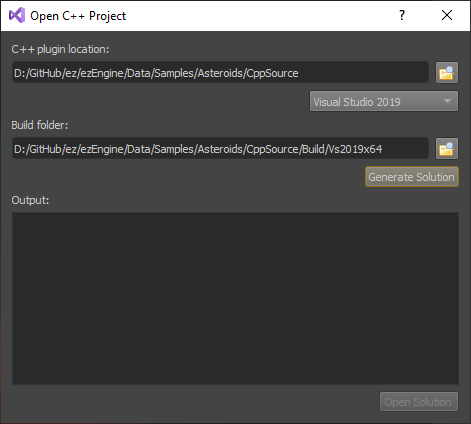 Open C++ Project
?
C++ plugin location:
D:/GitHub/ez/ezEngine/Data/Samples/Asteroids/CppSource
Visual Studio 2019
Build folder:
D:/GitHub/ez/ezEngine/Data/Samples/Asteroids/CppSource/Build/Vs2019x64
Generate Solution
Output:
Open Solution